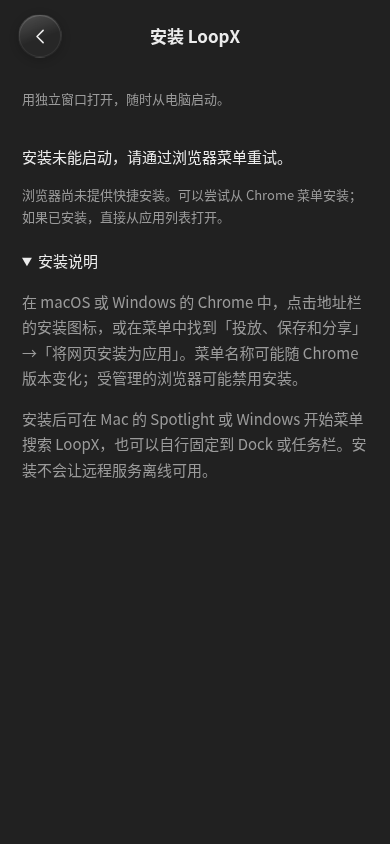 安装 LoopX
用独立窗口打开，随时从电脑启动。
安装未能启动，请通过浏览器菜单重试。
浏览器尚未提供快捷安装。可以尝试从 Chrome 菜单安装；
如果已安装，直接从应用列表打开。
▼ 安装说明
在 macOS 或 Windows 的 Chrome 中，点击地址栏
的安装图标，或在菜单中找到「投放、保存和分享」
→「将网页安装为应用」。菜单名称可能随 Chrome
版本变化；受管理的浏览器可能禁用安装。
安装后可在 Mac 的 Spotlight 或 Windows 开始菜单
搜索 LoopX，也可以自行固定到 Dock 或任务栏。安
装不会让远程服务离线可用。